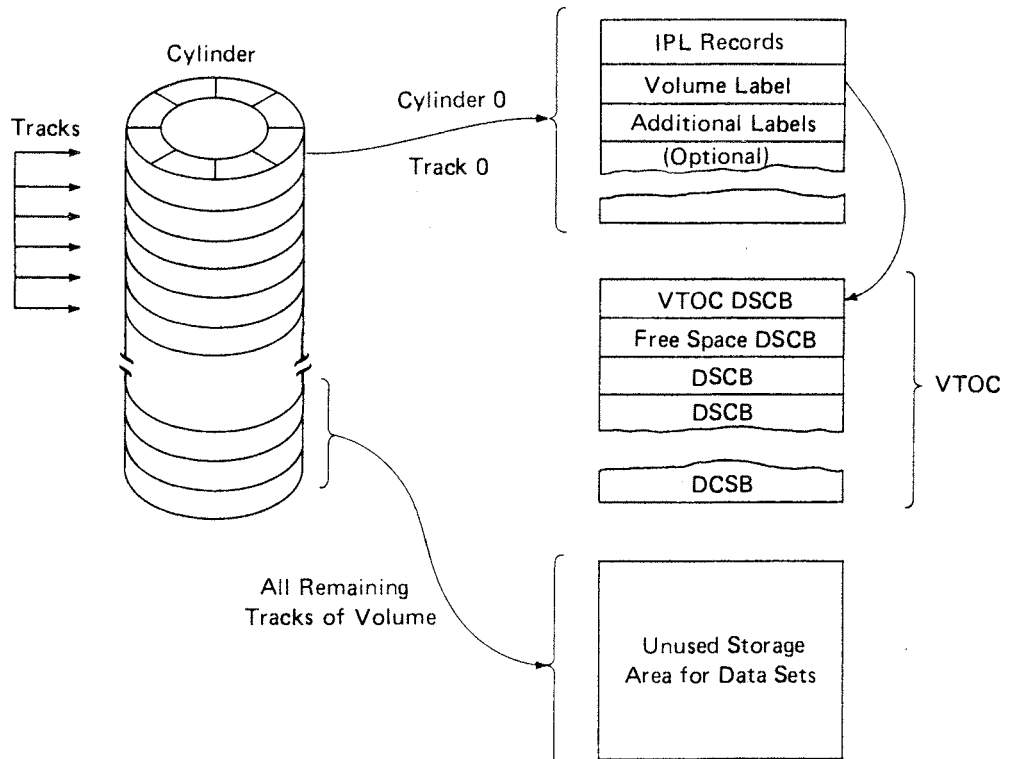 Cylinder
Tracks
Cylinder 0
Track 0
IPL Records
Volume Label
Additional Labels
(Optional)
VTOC DSCB
Free Space DSCB
DSCB
DSCB
DCSB
VTOC
All Remaining
Tracks of Volume
Unused Storage
Area for Data Sets